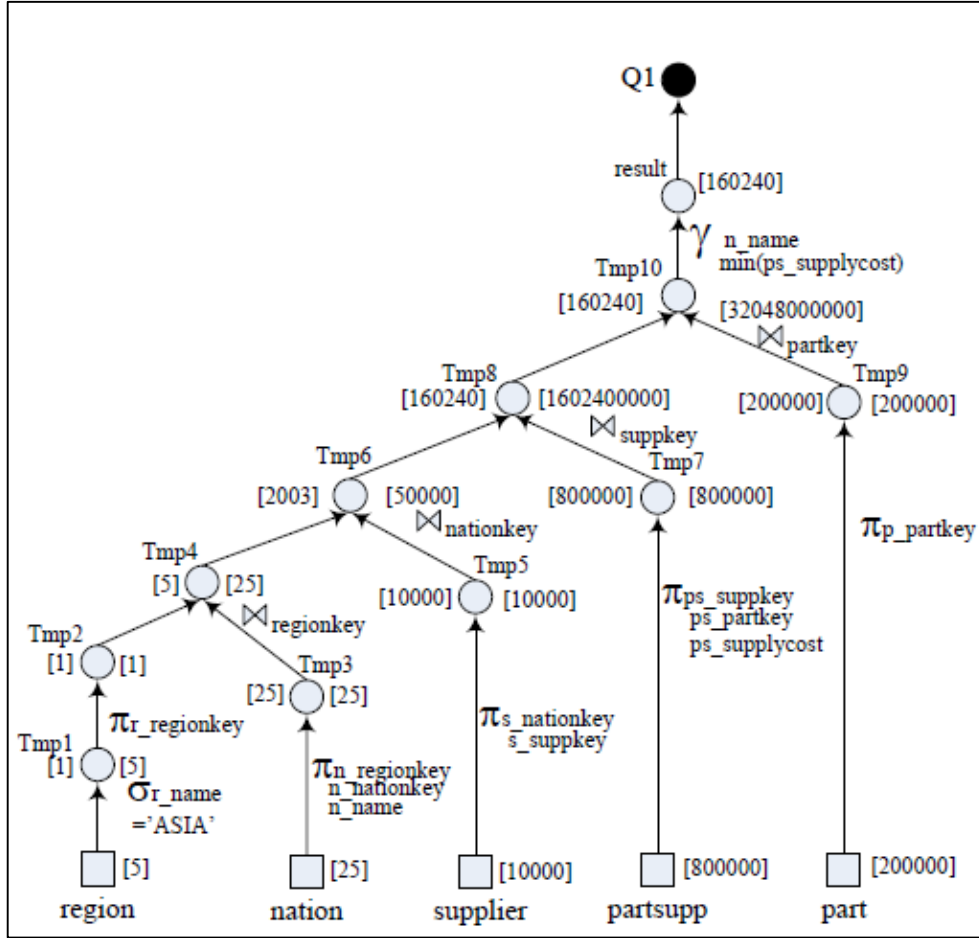 Q1
result
[160240]
γ n_name
min(ps_supplycost)
Tmp10
[160240]
[32048000000]
⋈ partkey
Tmp8
Tmp9
[160240]
[1602400000]
[200000]
[200000]
⋈ suppkey
Tmp6
Tmp7
[2003]
[50000]
[800000]
[800000]
⋈ nationkey
πp_partkey
Tmp4
Tmp5
[5]
[25]
[10000]
[10000]
πps_suppkey
ps_partkey
ps_supplycost
⋈ regionkey
Tmp2
Tmp3
[1]
[1]
[25]
[25]
πr_regionkey
πs_nationkey
s_suppkey
Tmp1
[1]
[5]
πn_regionkey
n_nationkey
n_name
σr_name
='ASIA'
[5]
[25]
[10000]
[800000]
[200000]
region
nation
supplier
partsupp
part